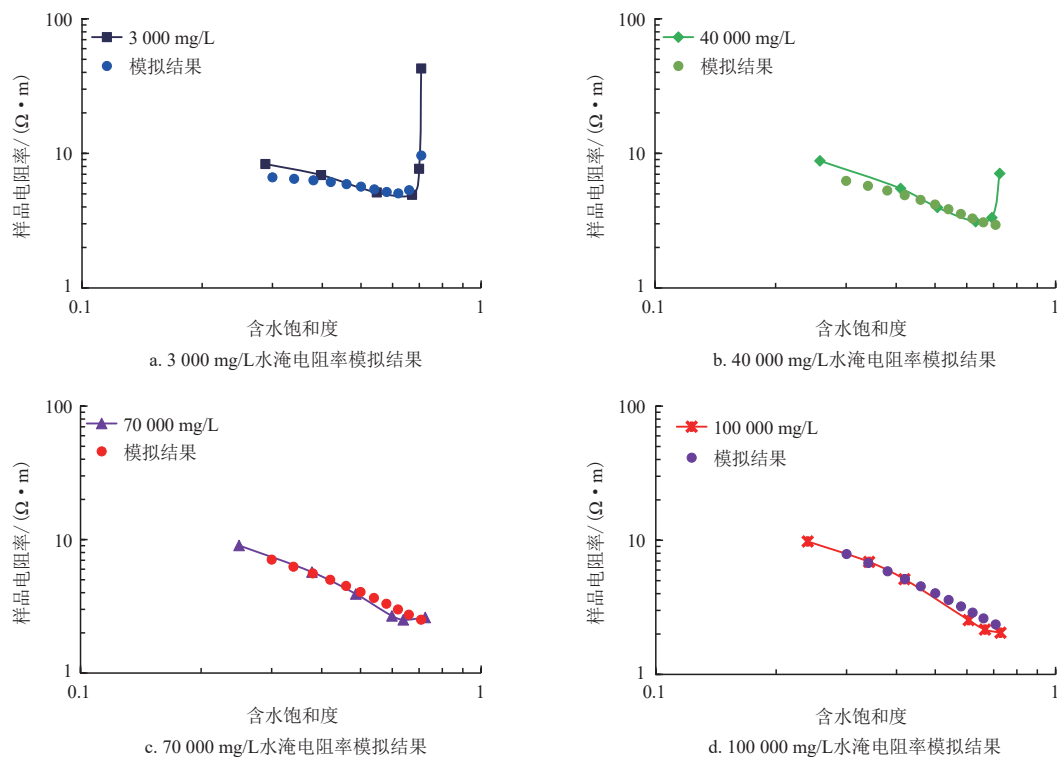 100
10
1
样品电阻率/(Ω·m)
3 000 mg/L
模拟结果
0.1
1
含水饱和度
a. 3 000 mg/L水淹电阻率模拟结果
100
10
1
样品电阻率/(Ω·m)
40 000 mg/L
模拟结果
0.1
1
含水饱和度
b. 40 000 mg/L水淹电阻率模拟结果
100
10
1
样品电阻率/(Ω·m)
70 000 mg/L
模拟结果
0.1
1
含水饱和度
c. 70 000 mg/L水淹电阻率模拟结果
100
10
1
样品电阻率/(Ω·m)
100 000 mg/L
模拟结果
0.1
1
含水饱和度
d. 100 000 mg/L水淹电阻率模拟结果